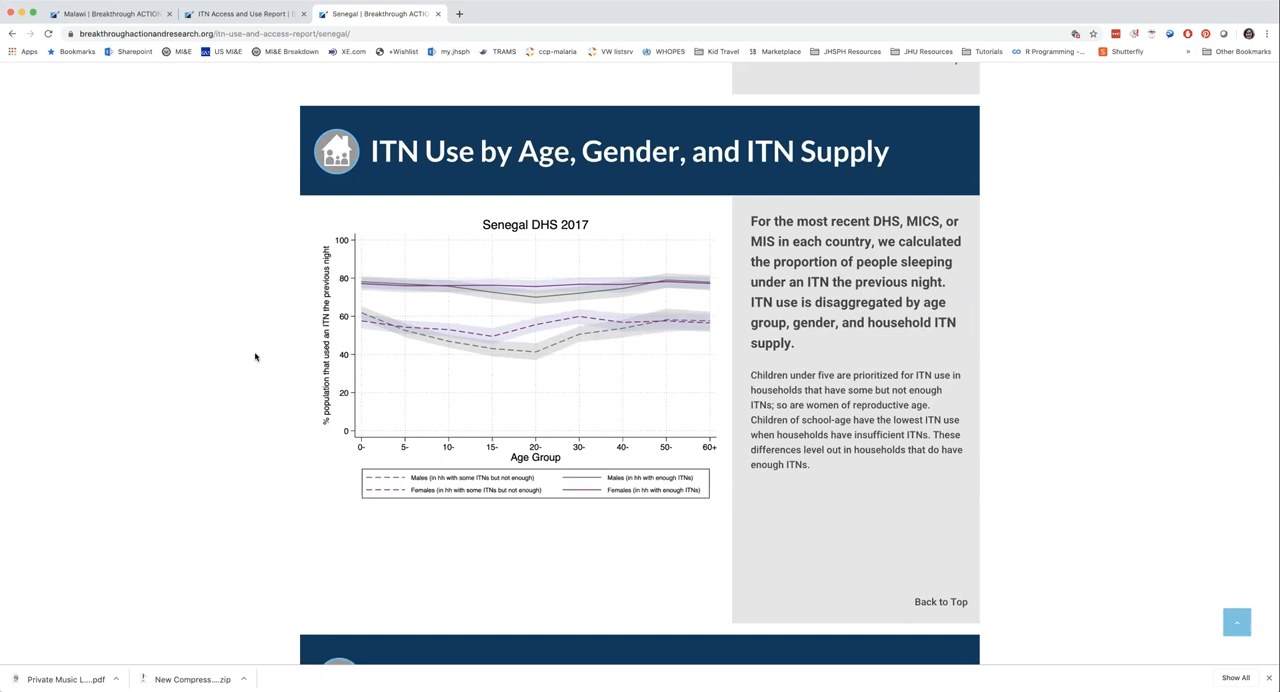 Malawi | Breakthrough ACTION
ITN Access and Use Report | B
Senegal | Breakthrough ACTIO
breakthroughactionandresearch.org/itn-use-and-access-report/senegal/
Apps
Bookmarks
Sharepoint
MI&E
US MI&E
MI&E Breakdown
XE.com
+Wishlist
my.jhsph
TRAMS
ccp-malaria
VW listsrv
WHOPES
Kid Travel
Marketplace
JHSPH Resources
JHU Resources
Tutorials
R Programming -...
Shutterfly
»
Other Bookmarks
ITN Use by Age, Gender, and ITN Supply
Senegal DHS 2017
% population that used an ITN the previous night
100
80
60
40
20
0
0-
5-
10-
15-
20-
30-
40-
50-
60+
Age Group
Males (in hh with some ITNs but not enough)
Males (in hh with enough ITNs)
Females (in hh with some ITNs but not enough)
Females (in hh with enough ITNs)
For the most recent DHS, MICS, or
MIS in each country, we calculated
the proportion of people sleeping
under an ITN the previous night.
ITN use is disaggregated by age
group, gender, and household ITN
supply.
Children under five are prioritized for ITN use in
households that have some but not enough
ITNs; so are women of reproductive age.
Children of school-age have the lowest ITN use
when households have insufficient ITNs. These
differences level out in households that do have
enough ITNs.
Back to Top
Private Music L....pdf
New Compress....zip
Show All